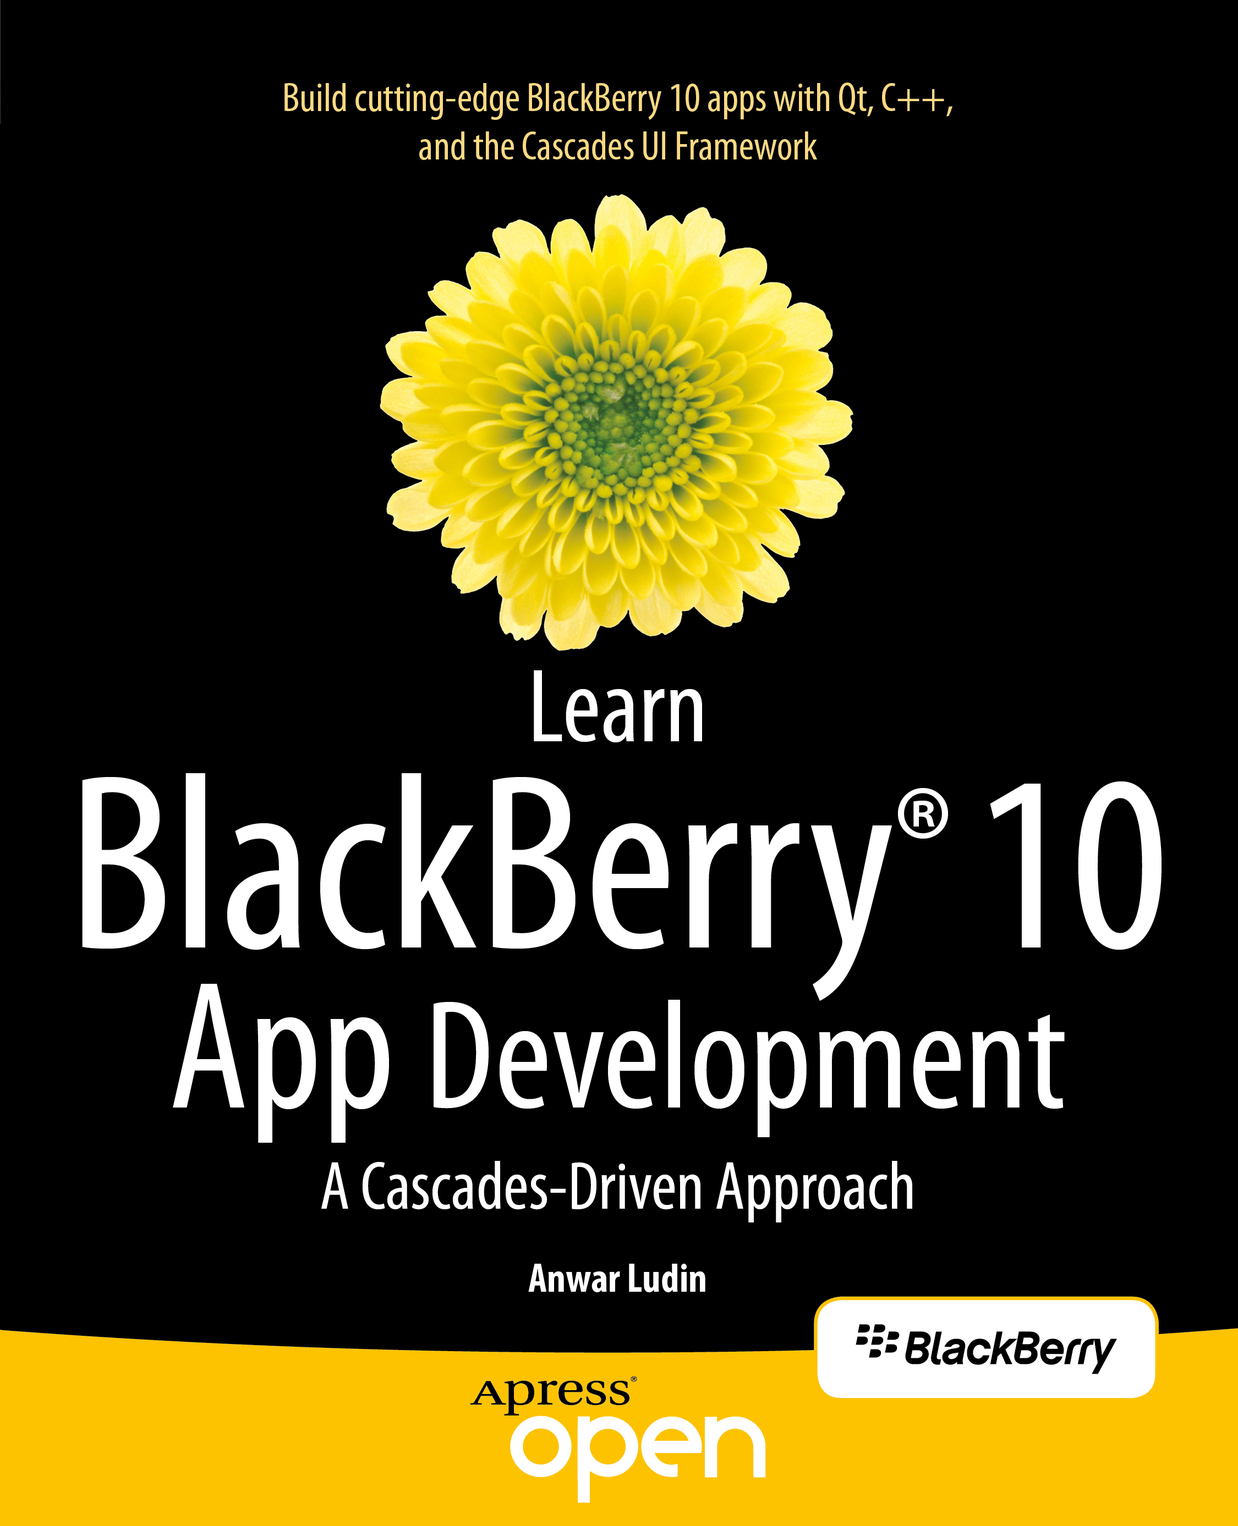 Build cutting-edge BlackBerry 10 apps with Qt, C++,
and the Cascades UI Framework
Learn
BlackBerry® 10
App Development
A Cascades-Driven Approach
Anwar Ludin
BlackBerry
Apress®
open